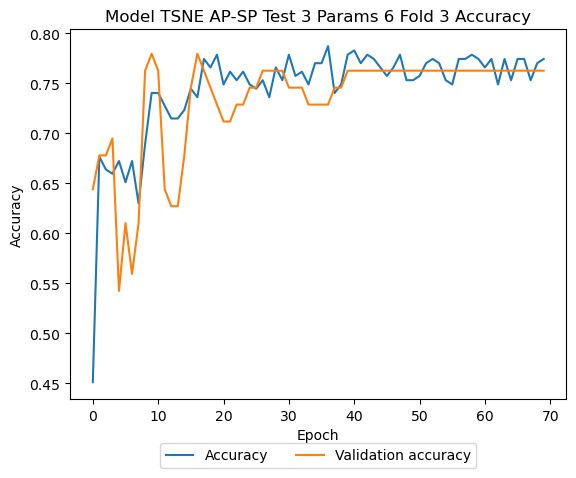 Model TSNE AP-SP Test 3 Params 6 Fold 3 Accuracy
0.80
0.75
0.70
0.65
0.60
0.55
0.50
0.45
Accuracy
0 10 20 30 40 50 60 70
Epoch
Accuracy Validation accuracy